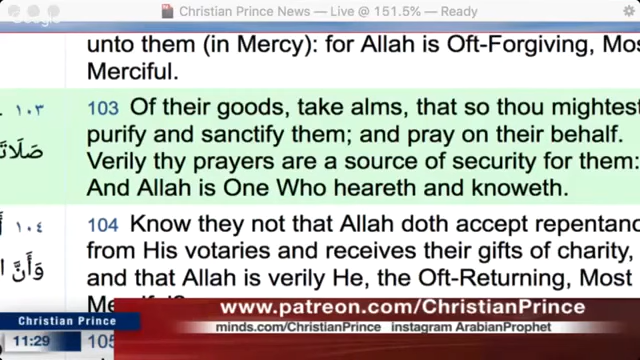 Christian Prince News — Live @ 151.5% — Ready
Google
unto them (in Mercy): for Allah is Oft-Forgiving, Mos
Merciful.
١٠٣
صَلَاتَ
103 Of their goods, take alms, that so thou mightest
purify and sanctify them; and pray on their behalf.
Verily thy prayers are a source of security for them:
And Allah is One Who heareth and knoweth.
١٠٤
وَأَنَّ
104 Know they not that Allah doth accept repentanc
from His votaries and receives their gifts of charity,
and that Allah is verily He, the Oft-Returning, Most
www.patreon.com/ChristianPrince
Christian Prince
minds.com/ChristianPrince instagram ArabianProphet
11:29
105